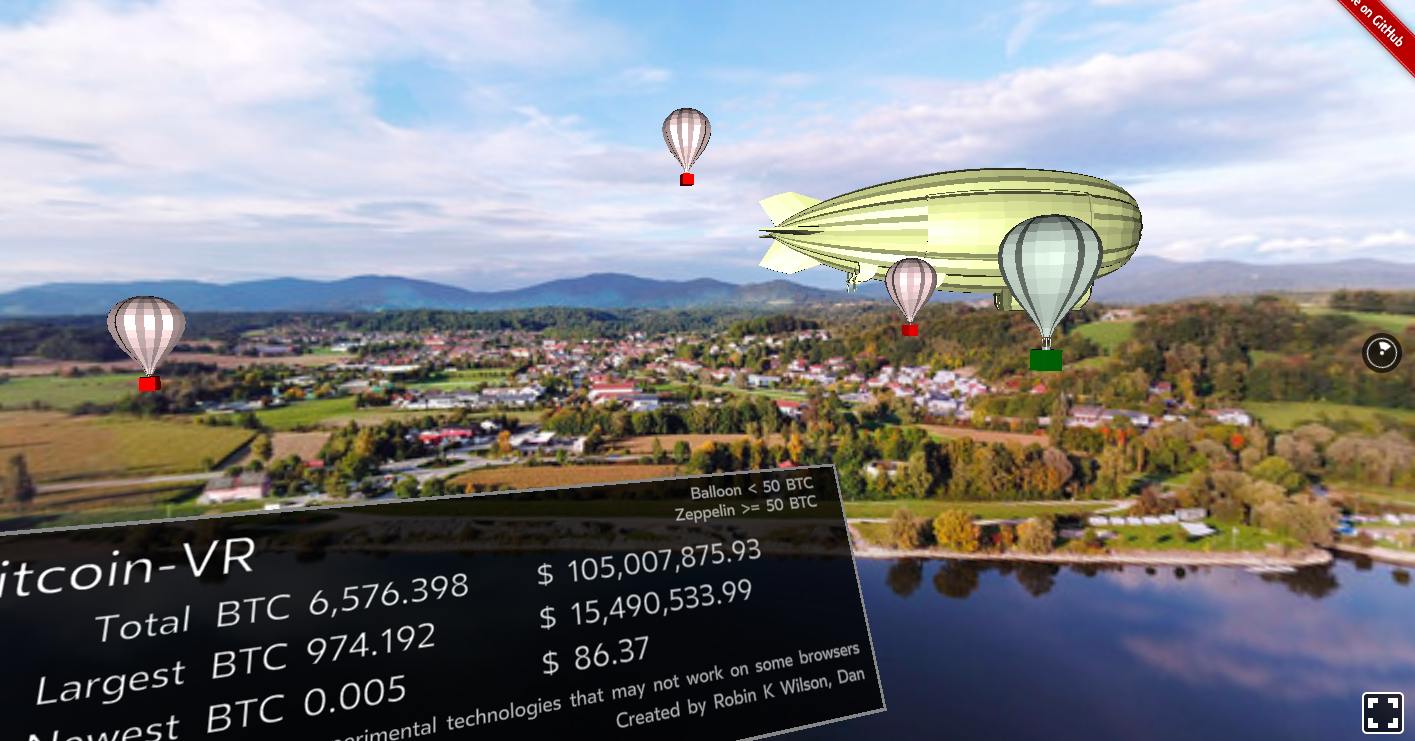 on GitHub
Balloon < 50 BTC
Zeppelin >= 50 BTC
itcoin-VR
Total BTC 6,576.398 $ 105,007,875.93
Largest BTC 974.192 $ 15,490,533.99
Newest BTC 0.005 $ 86.37
erimental technologies that may not work on some browsers
Created by Robin K Wilson, Dan